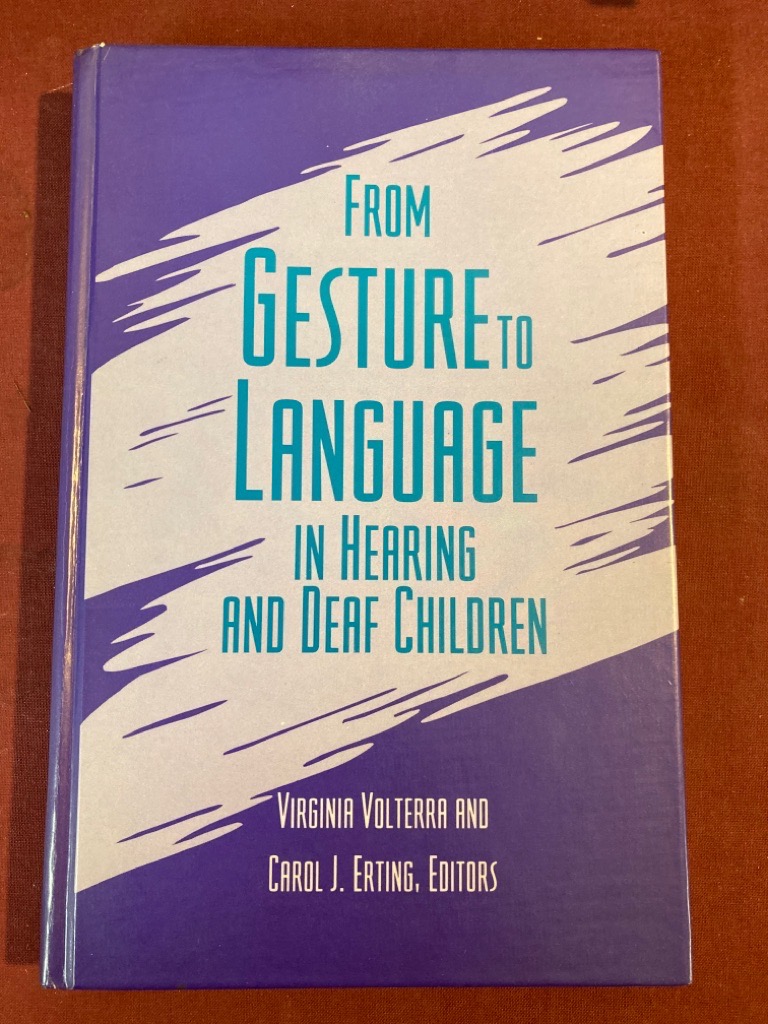 FROM
GESTURE TO
LANGUAGE
IN HEARING
AND DEAF CHILDREN
VIRGINIA VOLTERRA AND
CAROL J. ERTING, EDITORS